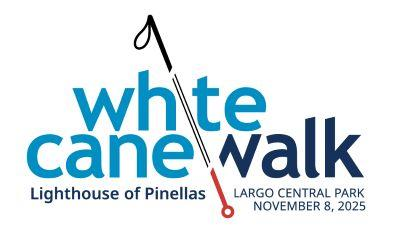 white
cane walk
Lighthouse of Pinellas
LARGO CENTRAL PARK
NOVEMBER 8, 2025